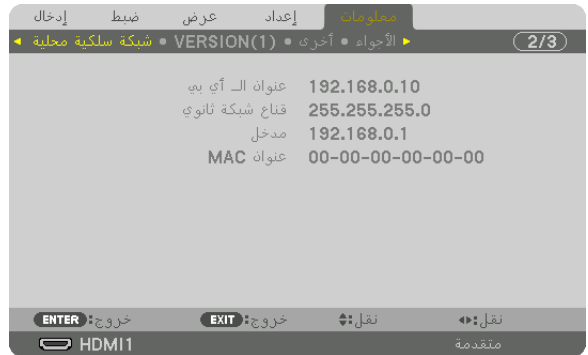 إدخال ضبط عرض إعداد معلومات
◄ شبكة سلكية محلية • VERSION(1) • أخرى • الأجواء ► 2/3
عنوان الـ أي بي 192.168.0.10
قناع شبكة ثانوي 255.255.255.0
مدخل 192.168.0.1
عنوان MAC 00-00-00-00-00-00
ENTER :خروج EXIT :خروج نقل: نقل:
HDMI1 متقدمة